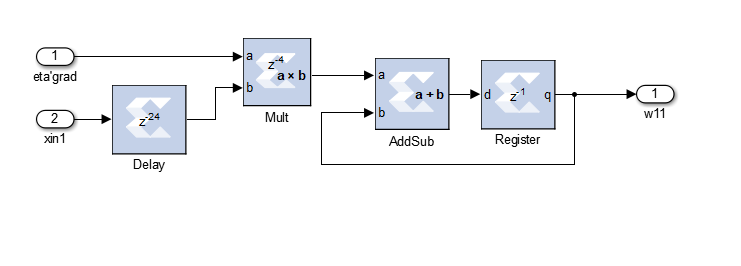 1
eta'grad
2
xin1
z-24
Delay
a
b
z-4
a × b
Mult
a
b
a + b
AddSub
d
z-1
q
Register
1
w11